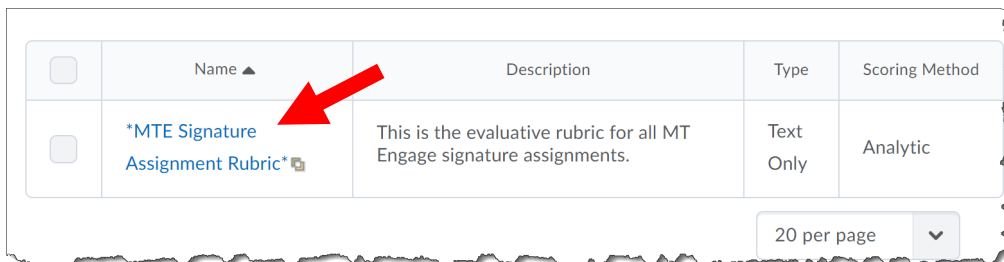 Name
Description
Type
Scoring Method
*MTE Signature
Assignment Rubric*
This is the evaluative rubric for all MT
Engage signature assignments.
Text
Only
Analytic
20 per page